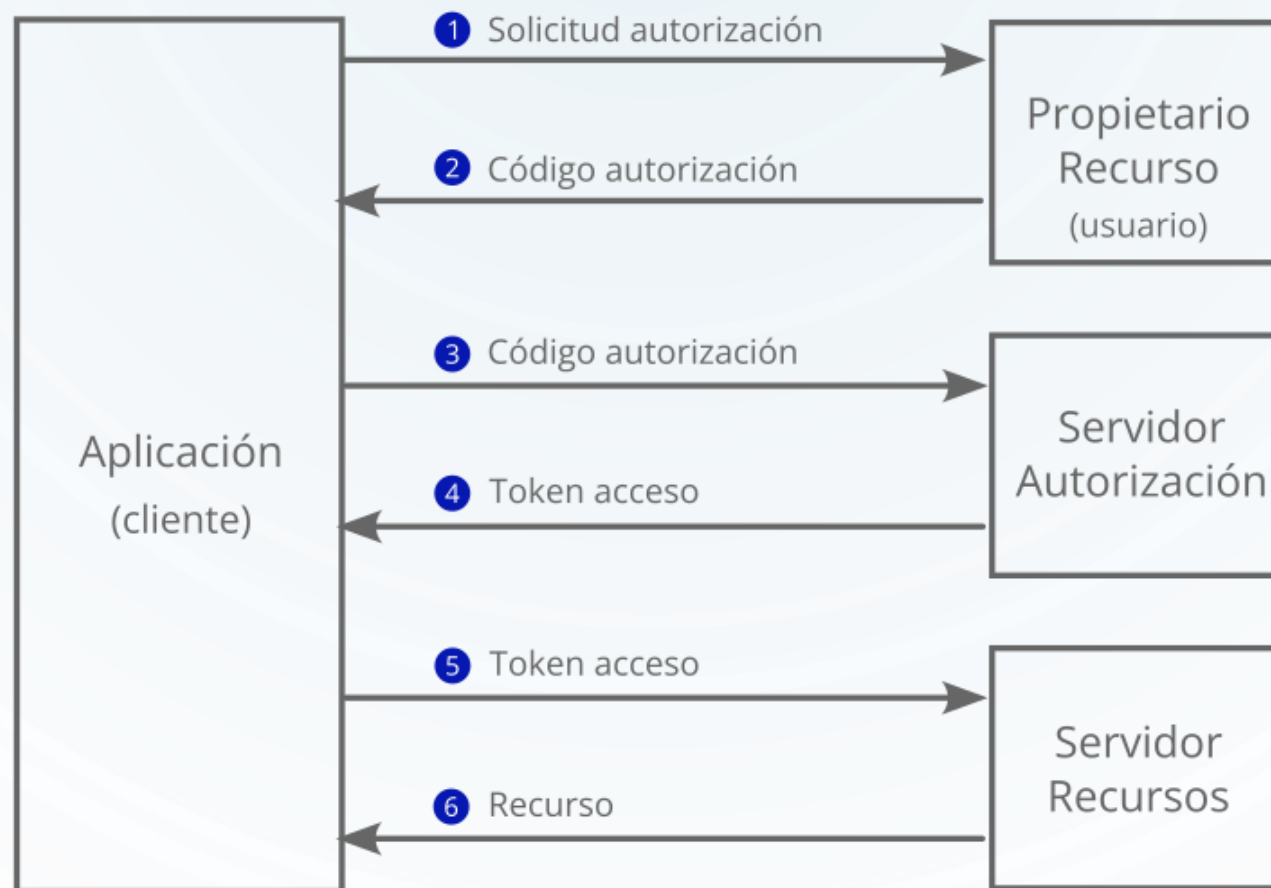 1 Solicitud autorización
Propietario
Recurso
(usuario)
2 Código autorización
3 Código autorización
Servidor
Autorización
Aplicación
(cliente)
4 Token acceso
5 Token acceso
Servidor
Recursos
6 Recurso